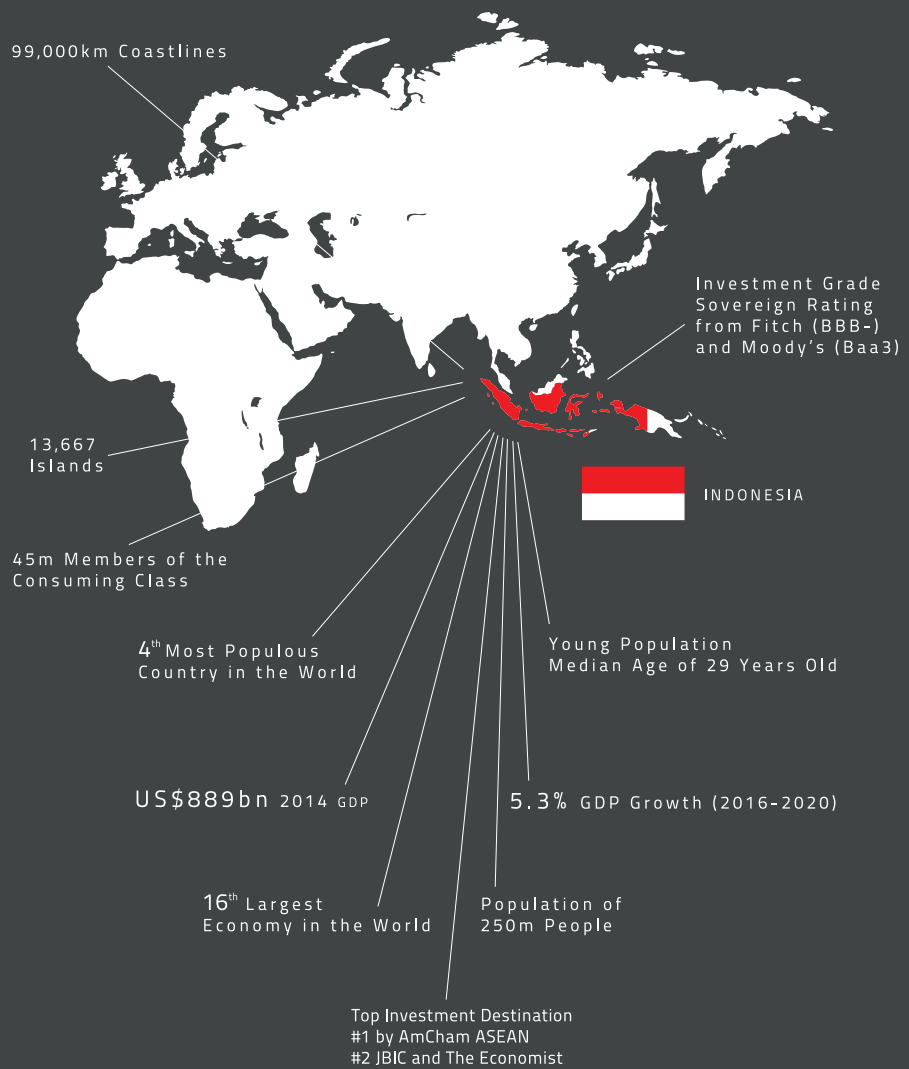 99,000km Coastlines
Investment Grade
Sovereign Rating
from Fitch (BBB-)
and Moody's (Baa3)
13,667
Islands
INDONESIA
45m Members of the
Consuming Class
4th Most Populous
Country in the World
Young Population
Median Age of 29 Years Old
US$889bn 2014 GDP
5.3% GDP Growth (2016-2020)
16th Largest
Economy in the World
Population of
250m People
Top Investment Destination
#1 by AmCham ASEAN
#2 JBIC and The Economist